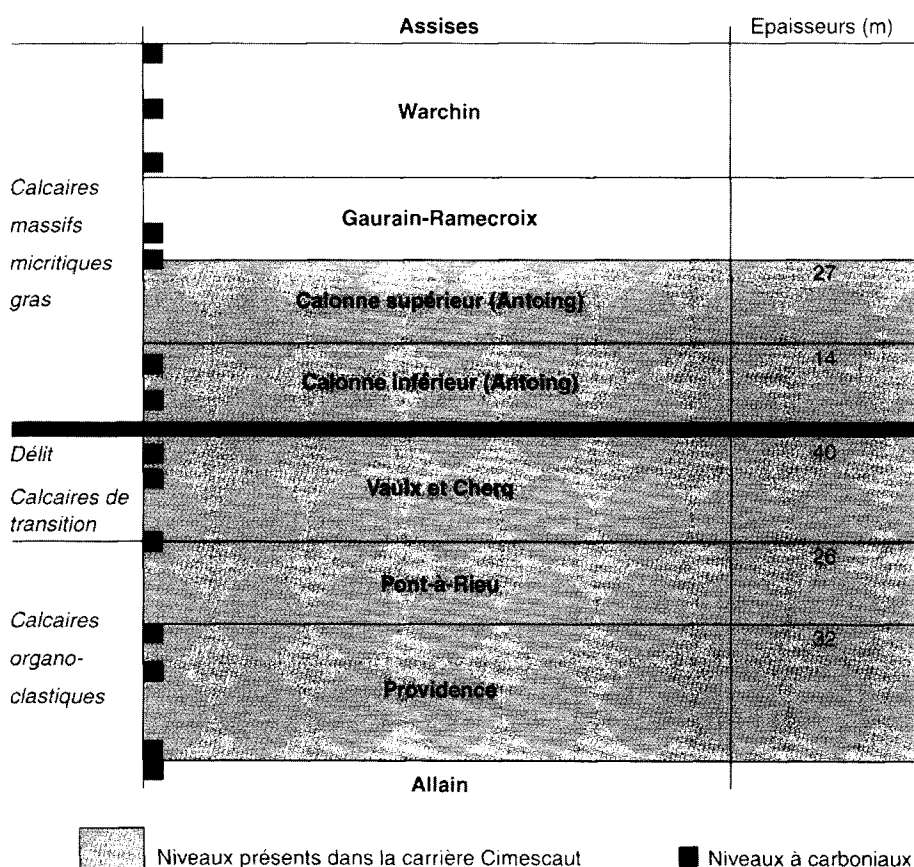 Assises Epaisseurs (m)
Warchin
Calcaires
massifs
micritiques
gras
Gaurain-Ramecroix
27
Calonne supérieur (Antoing)
14
Calonne inférieur (Antoing)
Délit
40
Calcaires de
transition
Vaulx et Cherq
26
Pont-à-Rieu
Calcaires
organo-
clastiques
32
Providence
Allain
Niveaux présents dans la carrière Cimescaut
Niveaux à carboniaux